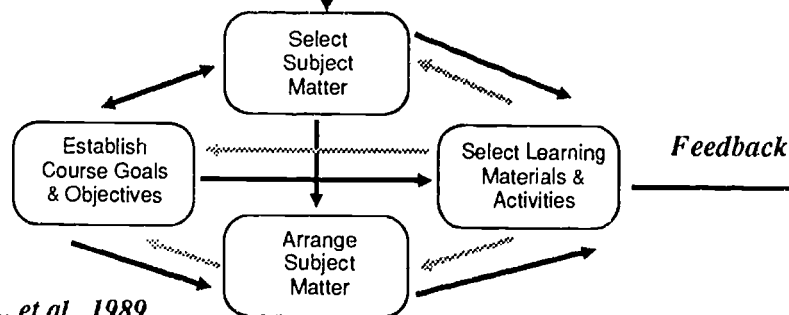 Select
Subject
Matter
Establish
Course Goals
& Objectives
Select Learning
Materials &
Activities
Feedback
Arrange
Subject
Matter
et al 1989